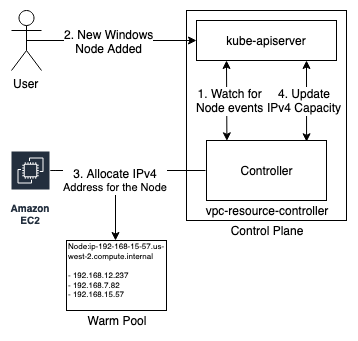 2. New Windows
Node Added
kube-apiserver
User
1. Watch for
Node events
4. Update
IPv4 Capacity
3. Allocate IPv4
Address for the Node
Controller
Amazon
EC2
vpc-resource-controller
Control Plane
Node:ip-192-168-15-57.us-
west-2.compute.internal
- 192.168.12.237
- 192.168.7.82
- 192.168.15.57
Warm Pool